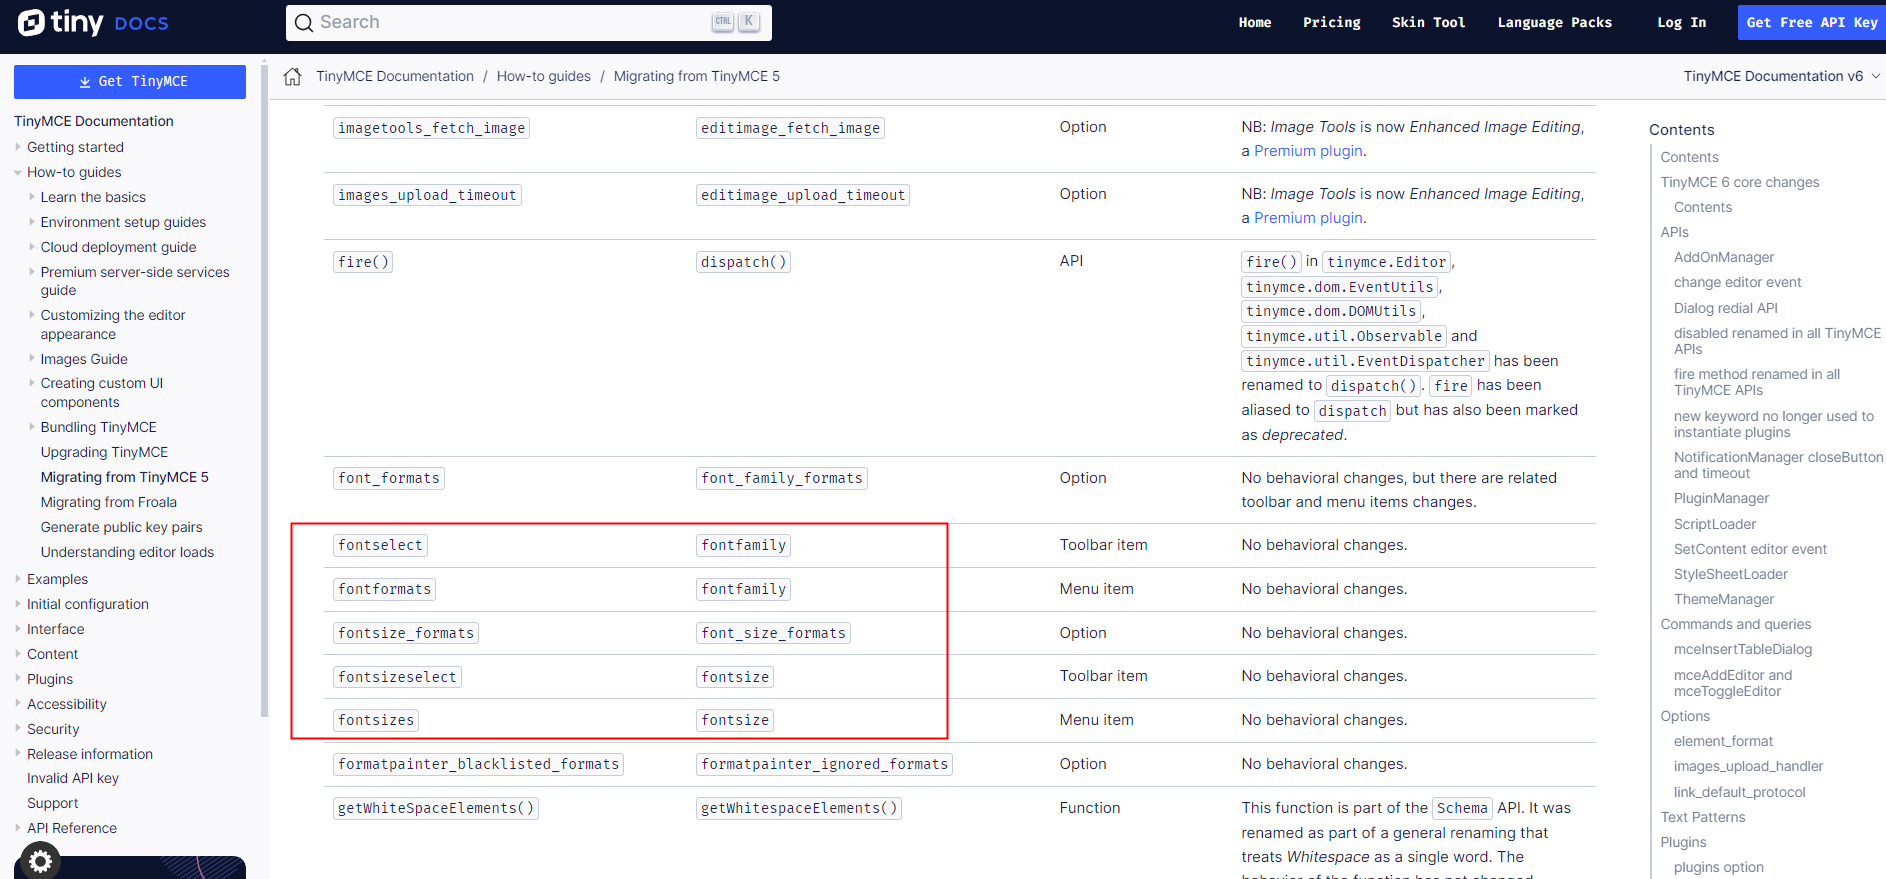 tiny DOCS
Search
CTRL K
Home Pricing Skin Tool Language Packs Log In Get Free API Key
Get TinyMCE
TinyMCE Documentation
Getting started
How-to guides
Learn the basics
Environment setup guides
Cloud deployment guide
Premium server-side services
guide
Customizing the editor
appearance
Images Guide
Creating custom UI
components
Bundling TinyMCE
Upgrading TinyMCE
Migrating from TinyMCE 5
Migrating from Froala
Generate public key pairs
Understanding editor loads
Examples
Initial configuration
Interface
Content
Plugins
Accessibility
Security
Release information
Invalid API key
Support
API Reference
TinyMCE Documentation / How-to guides / Migrating from TinyMCE 5
TinyMCE Documentation v6
imagetools_fetch_image editimage_fetch_image Option NB: Image Tools is now Enhanced Image Editing,
a Premium plugin.
images_upload_timeout editimage_upload_timeout Option NB: Image Tools is now Enhanced Image Editing,
a Premium plugin.
fire() dispatch() API fire() in tinymce.Editor,
tinymce.dom.EventUtils,
tinymce.dom.DOMUtils,
tinymce.util.Observable and
tinymce.util.EventDispatcher has been
renamed to dispatch(). fire has been
aliased to dispatch but has also been marked
as deprecated.
font_formats font_family_formats Option No behavioral changes, but there are related
toolbar and menu items changes.
fontselect fontfamily Toolbar item No behavioral changes.
fontformats fontfamily Menu item No behavioral changes.
fontsize_formats font_size_formats Option No behavioral changes.
fontsizeselect fontsize Toolbar item No behavioral changes.
fontsizes fontsize Menu item No behavioral changes.
formatpainter_blacklisted_formats formatpainter_ignored_formats Option No behavioral changes.
getWhiteSpaceElements() getWhitespaceElements() Function This function is part of the Schema API. It was
renamed as part of a general renaming that
treats Whitespace as a single word. The
behavior of the function has not changed.
Contents
Contents
TinyMCE 6 core changes
Contents
APIs
AddOnManager
change editor event
Dialog redial API
disabled renamed in all TinyMCE
APIs
fire method renamed in all
TinyMCE APIs
new keyword no longer used to
instantiate plugins
NotificationManager closeButton
and timeout
PluginManager
ScriptLoader
SetContent editor event
StyleSheetLoader
ThemeManager
Commands and queries
mceInsertTableDialog
mceAddEditor and
mceToggleEditor
Options
element_format
images_upload_handler
link_default_protocol
Text Patterns
Plugins
plugins option